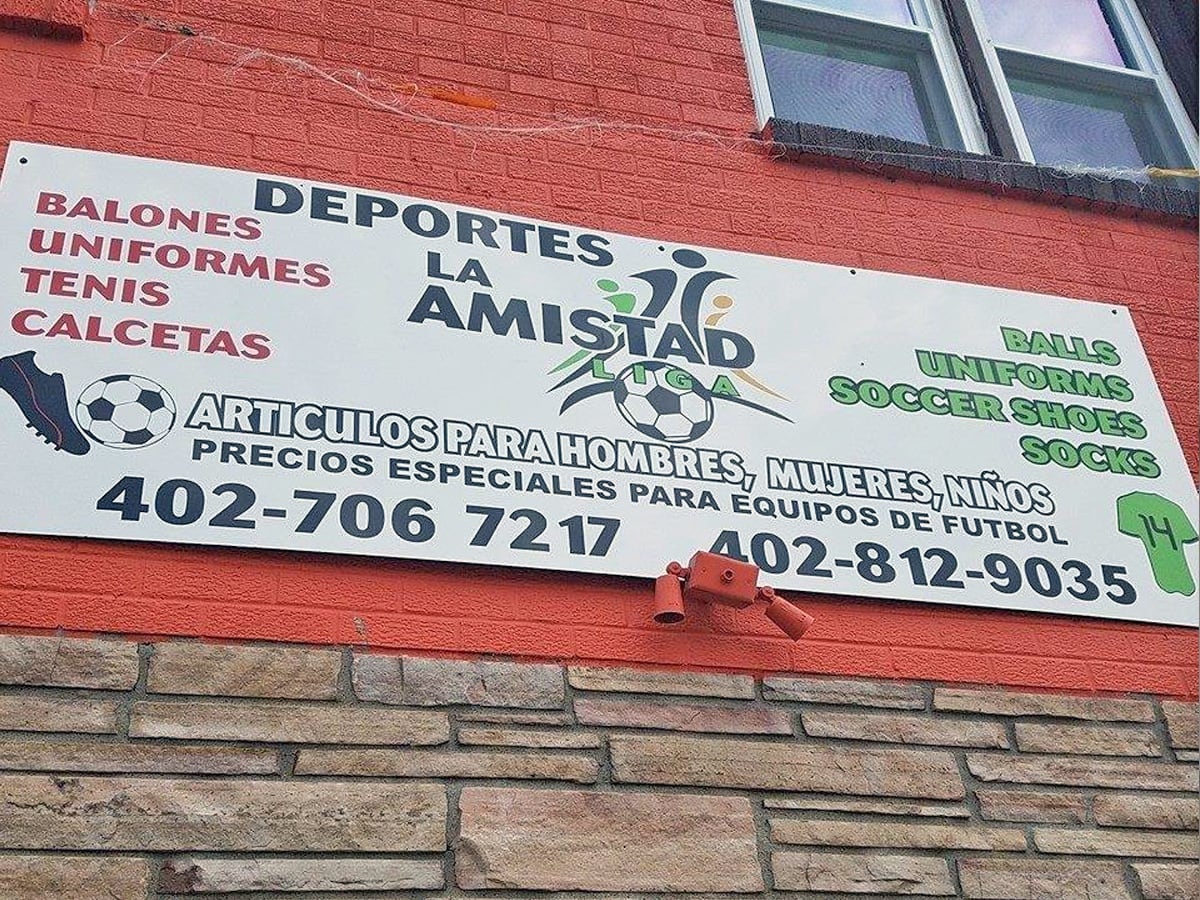 DEPORTES
LA
AMISTAD
LIGA
BALONES
UNIFORMES
TENIS
CALCETAS
BALLS
UNIFORMS
SOCCER SHOES
SOCKS
ARTICULOS PARA HOMBRES, MUJERES, NIÑOS
PRECIOS ESPECIALES PARA EQUIPOS DE FUTBOL
402-706 7217
402-812-9035
14